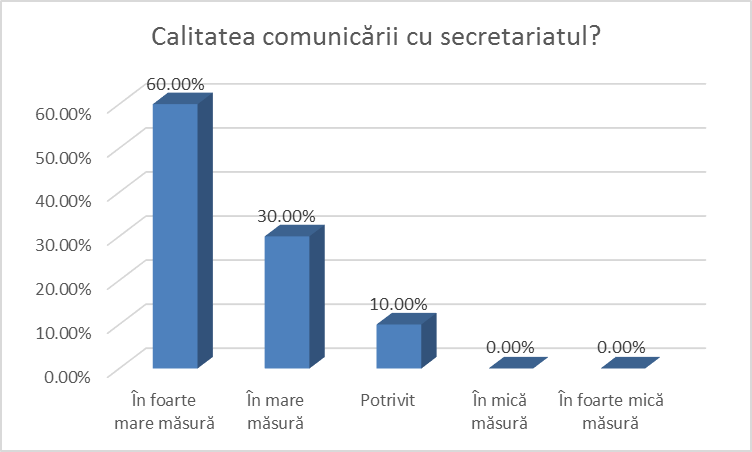 Calitatea comunicării cu secretariatul?
60.00%
50.00%
40.00%
30.00%
20.00%
10.00%
0.00%
60.00%
30.00%
10.00%
0.00%
0.00%
În foarte
mare măsură
În mare
măsură
Potrivit
În mică
măsură
În foarte mică
măsură